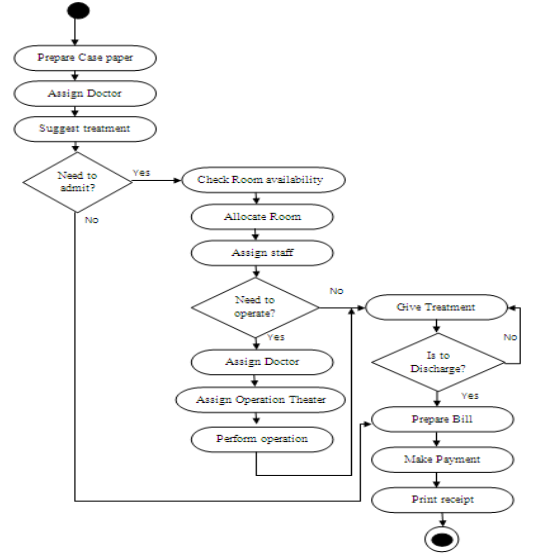 Prepare Case paper
Assign Doctor
Suggest treatment
Need to
admit?
Yes
No
Check Room availability
Allocate Room
Assign staff
Need to
operate?
No
Yes
Assign Doctor
Assign Operation Theater
Perform operation
Give Treatment
Is to
Discharge?
No
Yes
Prepare Bill
Make Payment
Print receipt